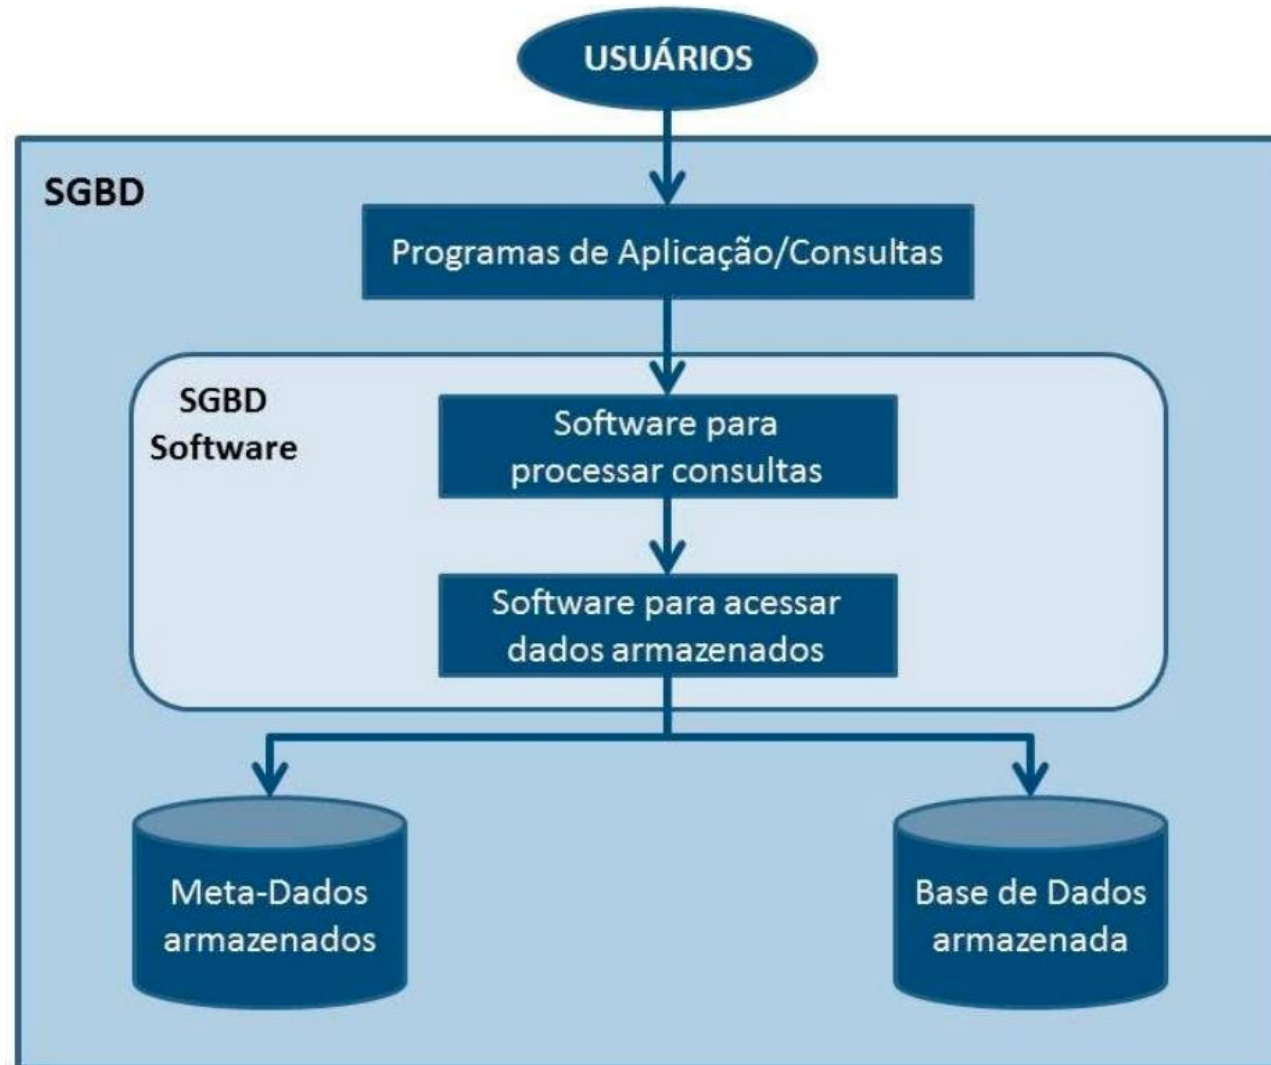 USUÁRIOS
SGBD
Programas de Aplicação/Consultas
SGBD
Software
Software para
processar consultas
Software para acessar
dados armazenados
Meta-Dados
armazenados
Base de Dados
armazenada